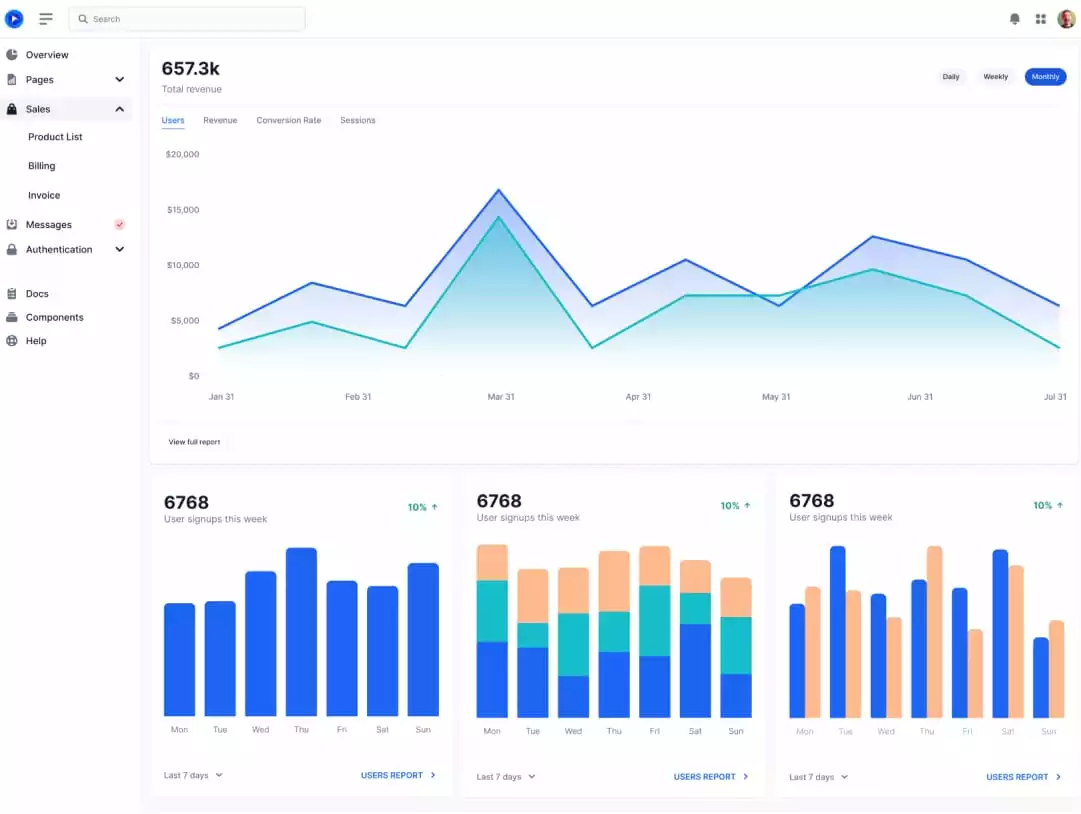 Search
Overview
Pages
Sales
Product List
Billing
Invoice
Messages
Authentication
Docs
Components
Help
657.3k
Total revenue
Daily Weekly Monthly
Users Revenue Conversion Rate Sessions
$20,000
$15,000
$10,000
$5,000
$0
Jan 31 Feb 31 Mar 31 Apr 31 May 31 Jun 31 Jul 31
View full report
6768
User signups this week
10% ↑
Mon Tue Wed Thu Fri Sat Sun
Last 7 days USERS REPORT
6768
User signups this week
10% ↑
Mon Tue Wed Thu Fri Sat Sun
Last 7 days USERS REPORT
6768
User signups this week
10% ↑
Mon Tue Wed Thu Fri Sat Sun
Last 7 days USERS REPORT